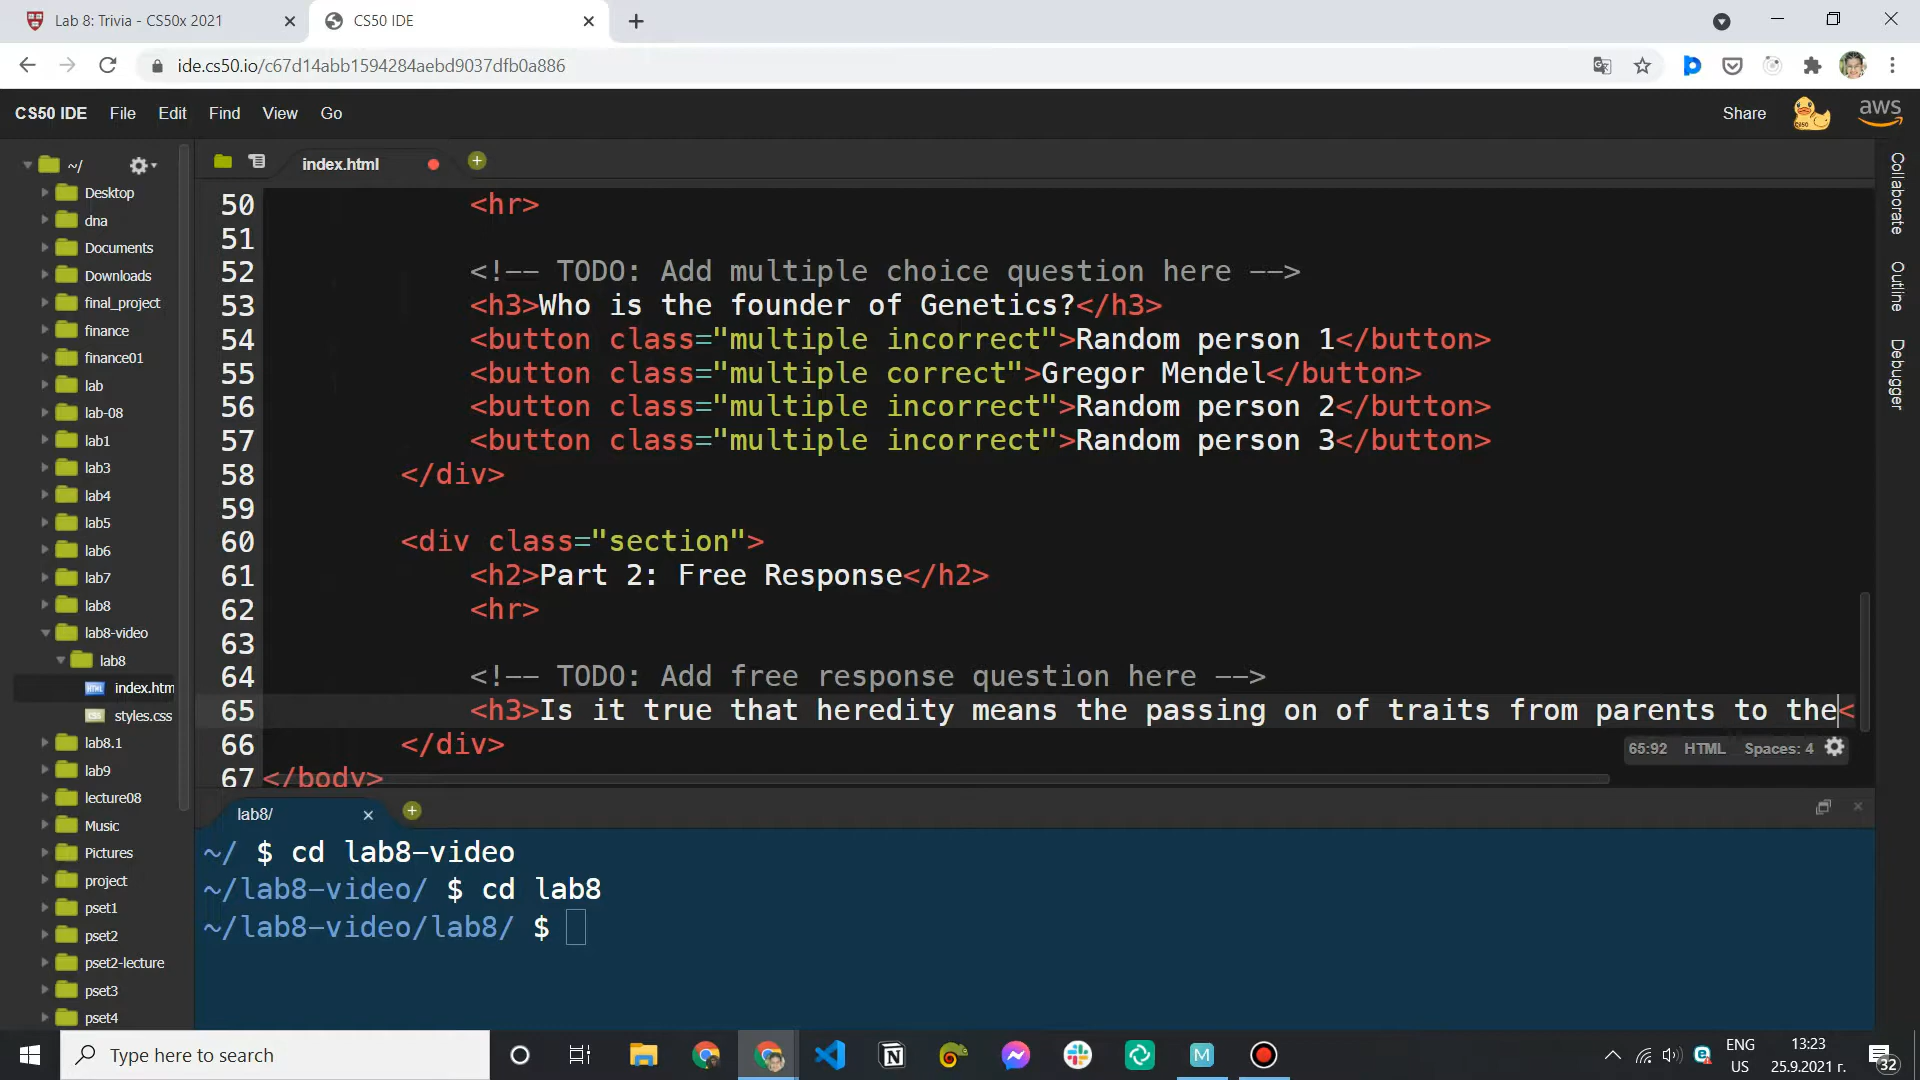 Lab 8: Trivia - CS50x 2021
CS50 IDE
ide.cs50.io/c67d14abb1594284aebd9037dfb0a886
CS50 IDE File Edit Find View Go
Share
aws
~/
Desktop
dna
Documents
Downloads
final_project
finance
finance01
lab
lab-08
lab1
lab3
lab4
lab5
lab6
lab7
lab8
lab8-video
lab8
index.htm
styles.css
lab8.1
lab9
lecture08
Music
Pictures
project
pset1
pset2
pset2-lecture
pset3
pset4
index.html
50 <hr>
51
52 <!-- TODO: Add multiple choice question here -->
53 <h3>Who is the founder of Genetics?</h3>
54 <button class="multiple incorrect">Random person 1</button>
55 <button class="multiple correct">Gregor Mendel</button>
56 <button class="multiple incorrect">Random person 2</button>
57 <button class="multiple incorrect">Random person 3</button>
58 </div>
59
60 <div class="section">
61 <h2>Part 2: Free Response</h2>
62 <hr>
63
64 <!-- TODO: Add free response question here -->
65 <h3>Is it true that heredity means the passing on of traits from parents to the<
66 </div>
67 </body>
65:92 HTML Spaces: 4
Collaborate
Outline
Debugger
lab8/
~/ $ cd lab8-video
~/lab8-video/ $ cd lab8
~/lab8-video/lab8/ $
Type here to search
ENG
US
13:23
25.9.2021 г.
32